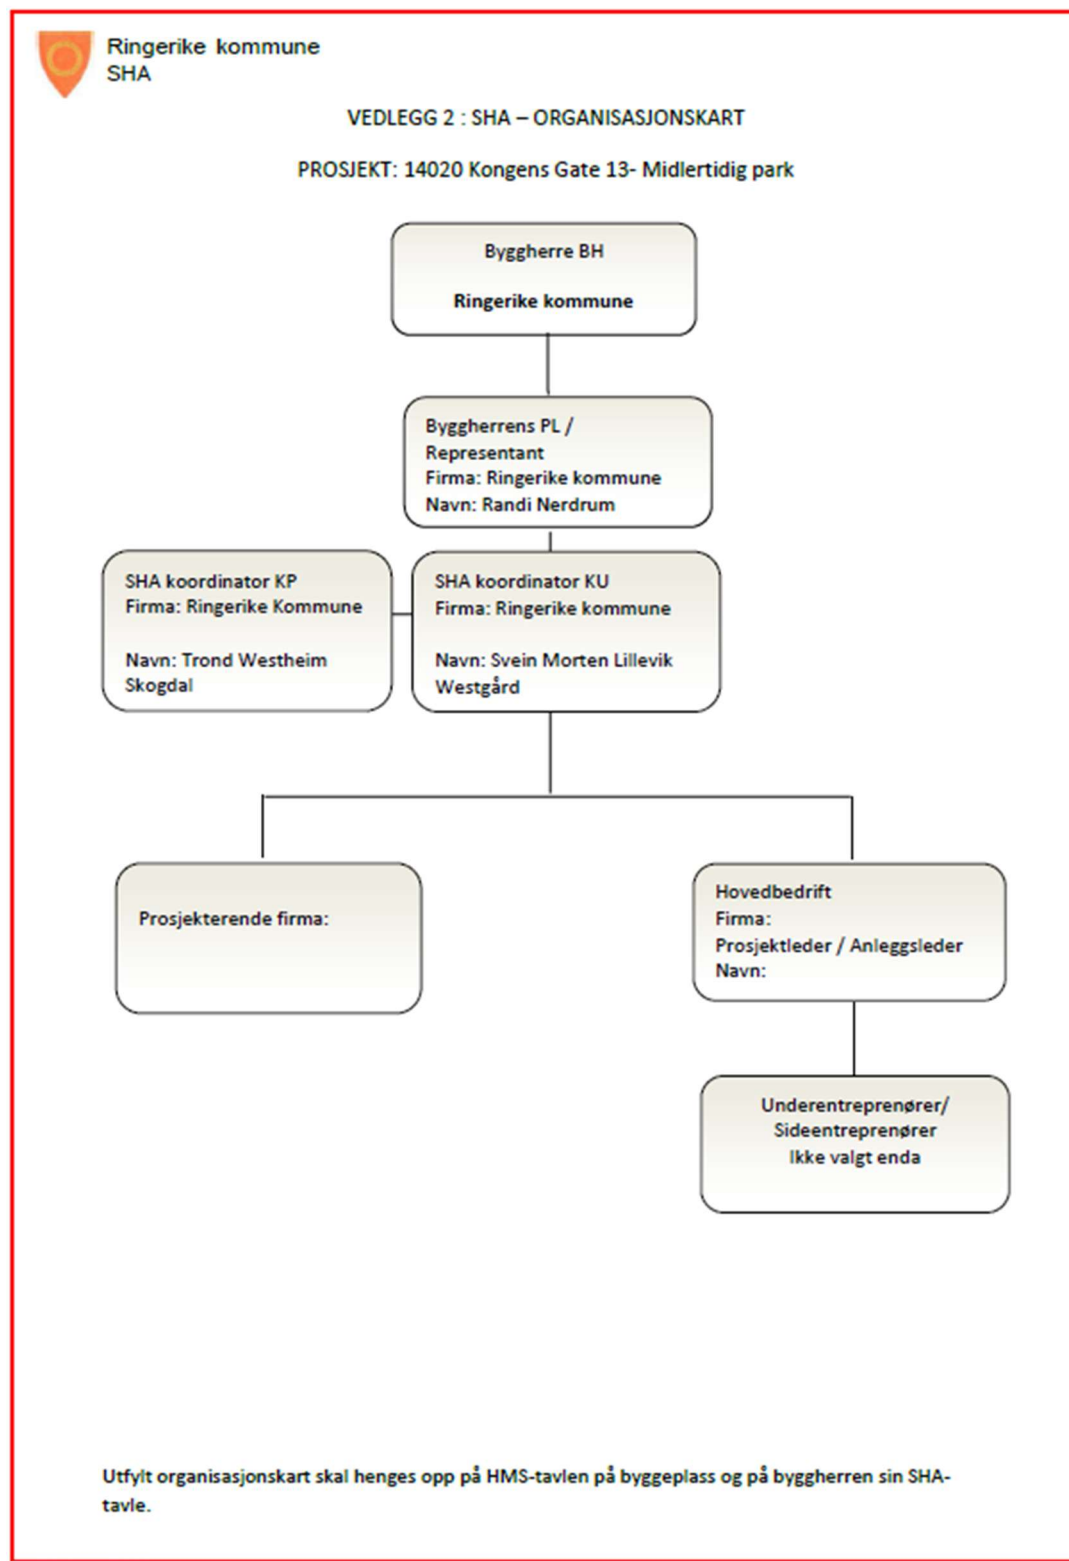 Ringerike kommune
SHA
VEDLEGG 2 : SHA – ORGANISASJONSKART
PROSJEKT: 14020 Kongens Gate 13- Midlertidig park
Byggherre BH
Ringerike kommune
Byggherrens PL /
Representant
Firma: Ringerike kommune
Navn: Randi Nerdrum
SHA koordinator KP
Firma: Ringerike Kommune
Navn: Trond Westheim
Skogdal
SHA koordinator KU
Firma: Ringerike kommune
Navn: Svein Morten Lillevik
Westgård
Prosjekterende firma:
Hovedbedrift
Firma:
Prosjektleder / Anleggsleder
Navn:
Underentreprenører/
Sideentreprenører
Ikke valgt enda
Utfylt organisasjonskart skal henges opp på HMS-tavlen på byggeplass og på byggherren sin SHA-
tavle.